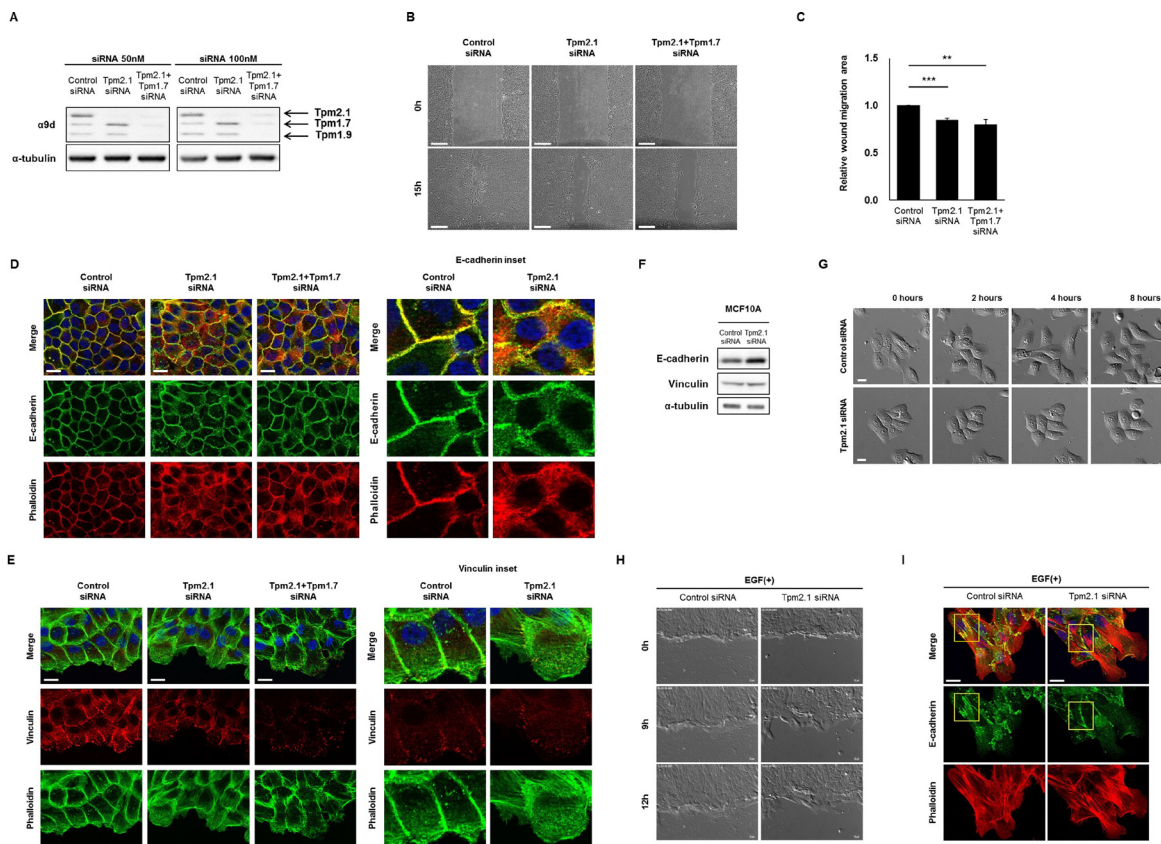 A
siRNA 50nM
siRNA 100nM
Control siRNA
Tpm2.1 siRNA
Tpm2.1+ Tpm1.7 siRNA
Control siRNA
Tpm2.1 siRNA
Tpm2.1+ Tpm1.7 siRNA
α9d
Tpm2.1
Tpm1.7
Tpm1.9
α-tubulin
B
Control siRNA
Tpm2.1 siRNA
Tpm2.1+Tpm1.7 siRNA
0h
15h
C
Relative wound migration area
1.5
1.0
0.5
0.0
**
***
Control siRNA
Tpm2.1 siRNA
Tpm2.1+ Tpm1.7 siRNA
D
Control siRNA
Tpm2.1 siRNA
Tpm2.1+Tpm1.7 siRNA
E-cadherin inset
Control siRNA
Tpm2.1 siRNA
Merge
E-cadherin
Phalloidin
Merge
E-cadherin
Phalloidin
E
Control siRNA
Tpm2.1 siRNA
Tpm2.1+Tpm1.7 siRNA
Vinculin inset
Control siRNA
Tpm2.1 siRNA
Merge
Vinculin
Phalloidin
Merge
Vinculin
Phalloidin
F
MCF10A
Control siRNA
Tpm2.1 siRNA
E-cadherin
Vinculin
α-tubulin
G
0 hours
2 hours
4 hours
8 hours
Control siRNA
Tpm2.1 siRNA
H
EGF(+)
Control siRNA
Tpm2.1 siRNA
0h
9h
12h
I
EGF(+)
Control siRNA
Tpm2.1 siRNA
Merge
E-cadherin
Phalloidin